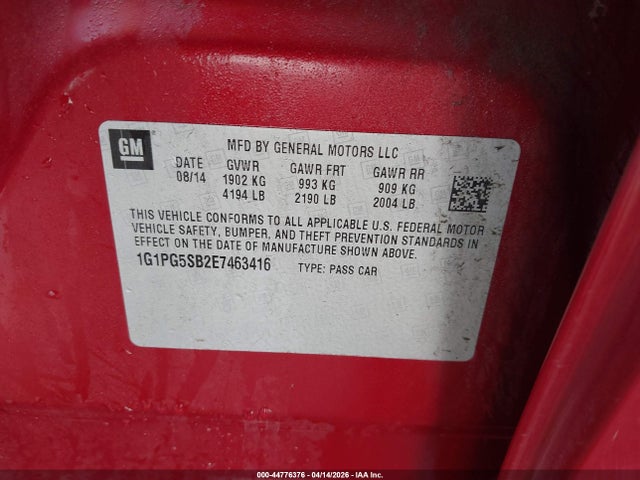 GM
MFD BY GENERAL MOTORS LLC
DATE GVWR GAWR FRT GAWR RR
08/14 1902 KG 993 KG 909 KG
4194 LB 2190 LB 2004 LB
THIS VEHICLE CONFORMS TO ALL APPLICABLE U.S. FEDERAL MOTOR
VEHICLE SAFETY, BUMPER, AND THEFT PREVENTION STANDARDS IN
EFFECT ON THE DATE OF MANUFACTURE SHOWN ABOVE.
1G1PG5SB2E7463416 TYPE: PASS CAR
000-44776376 - 04/14/2026 - IAA Inc.